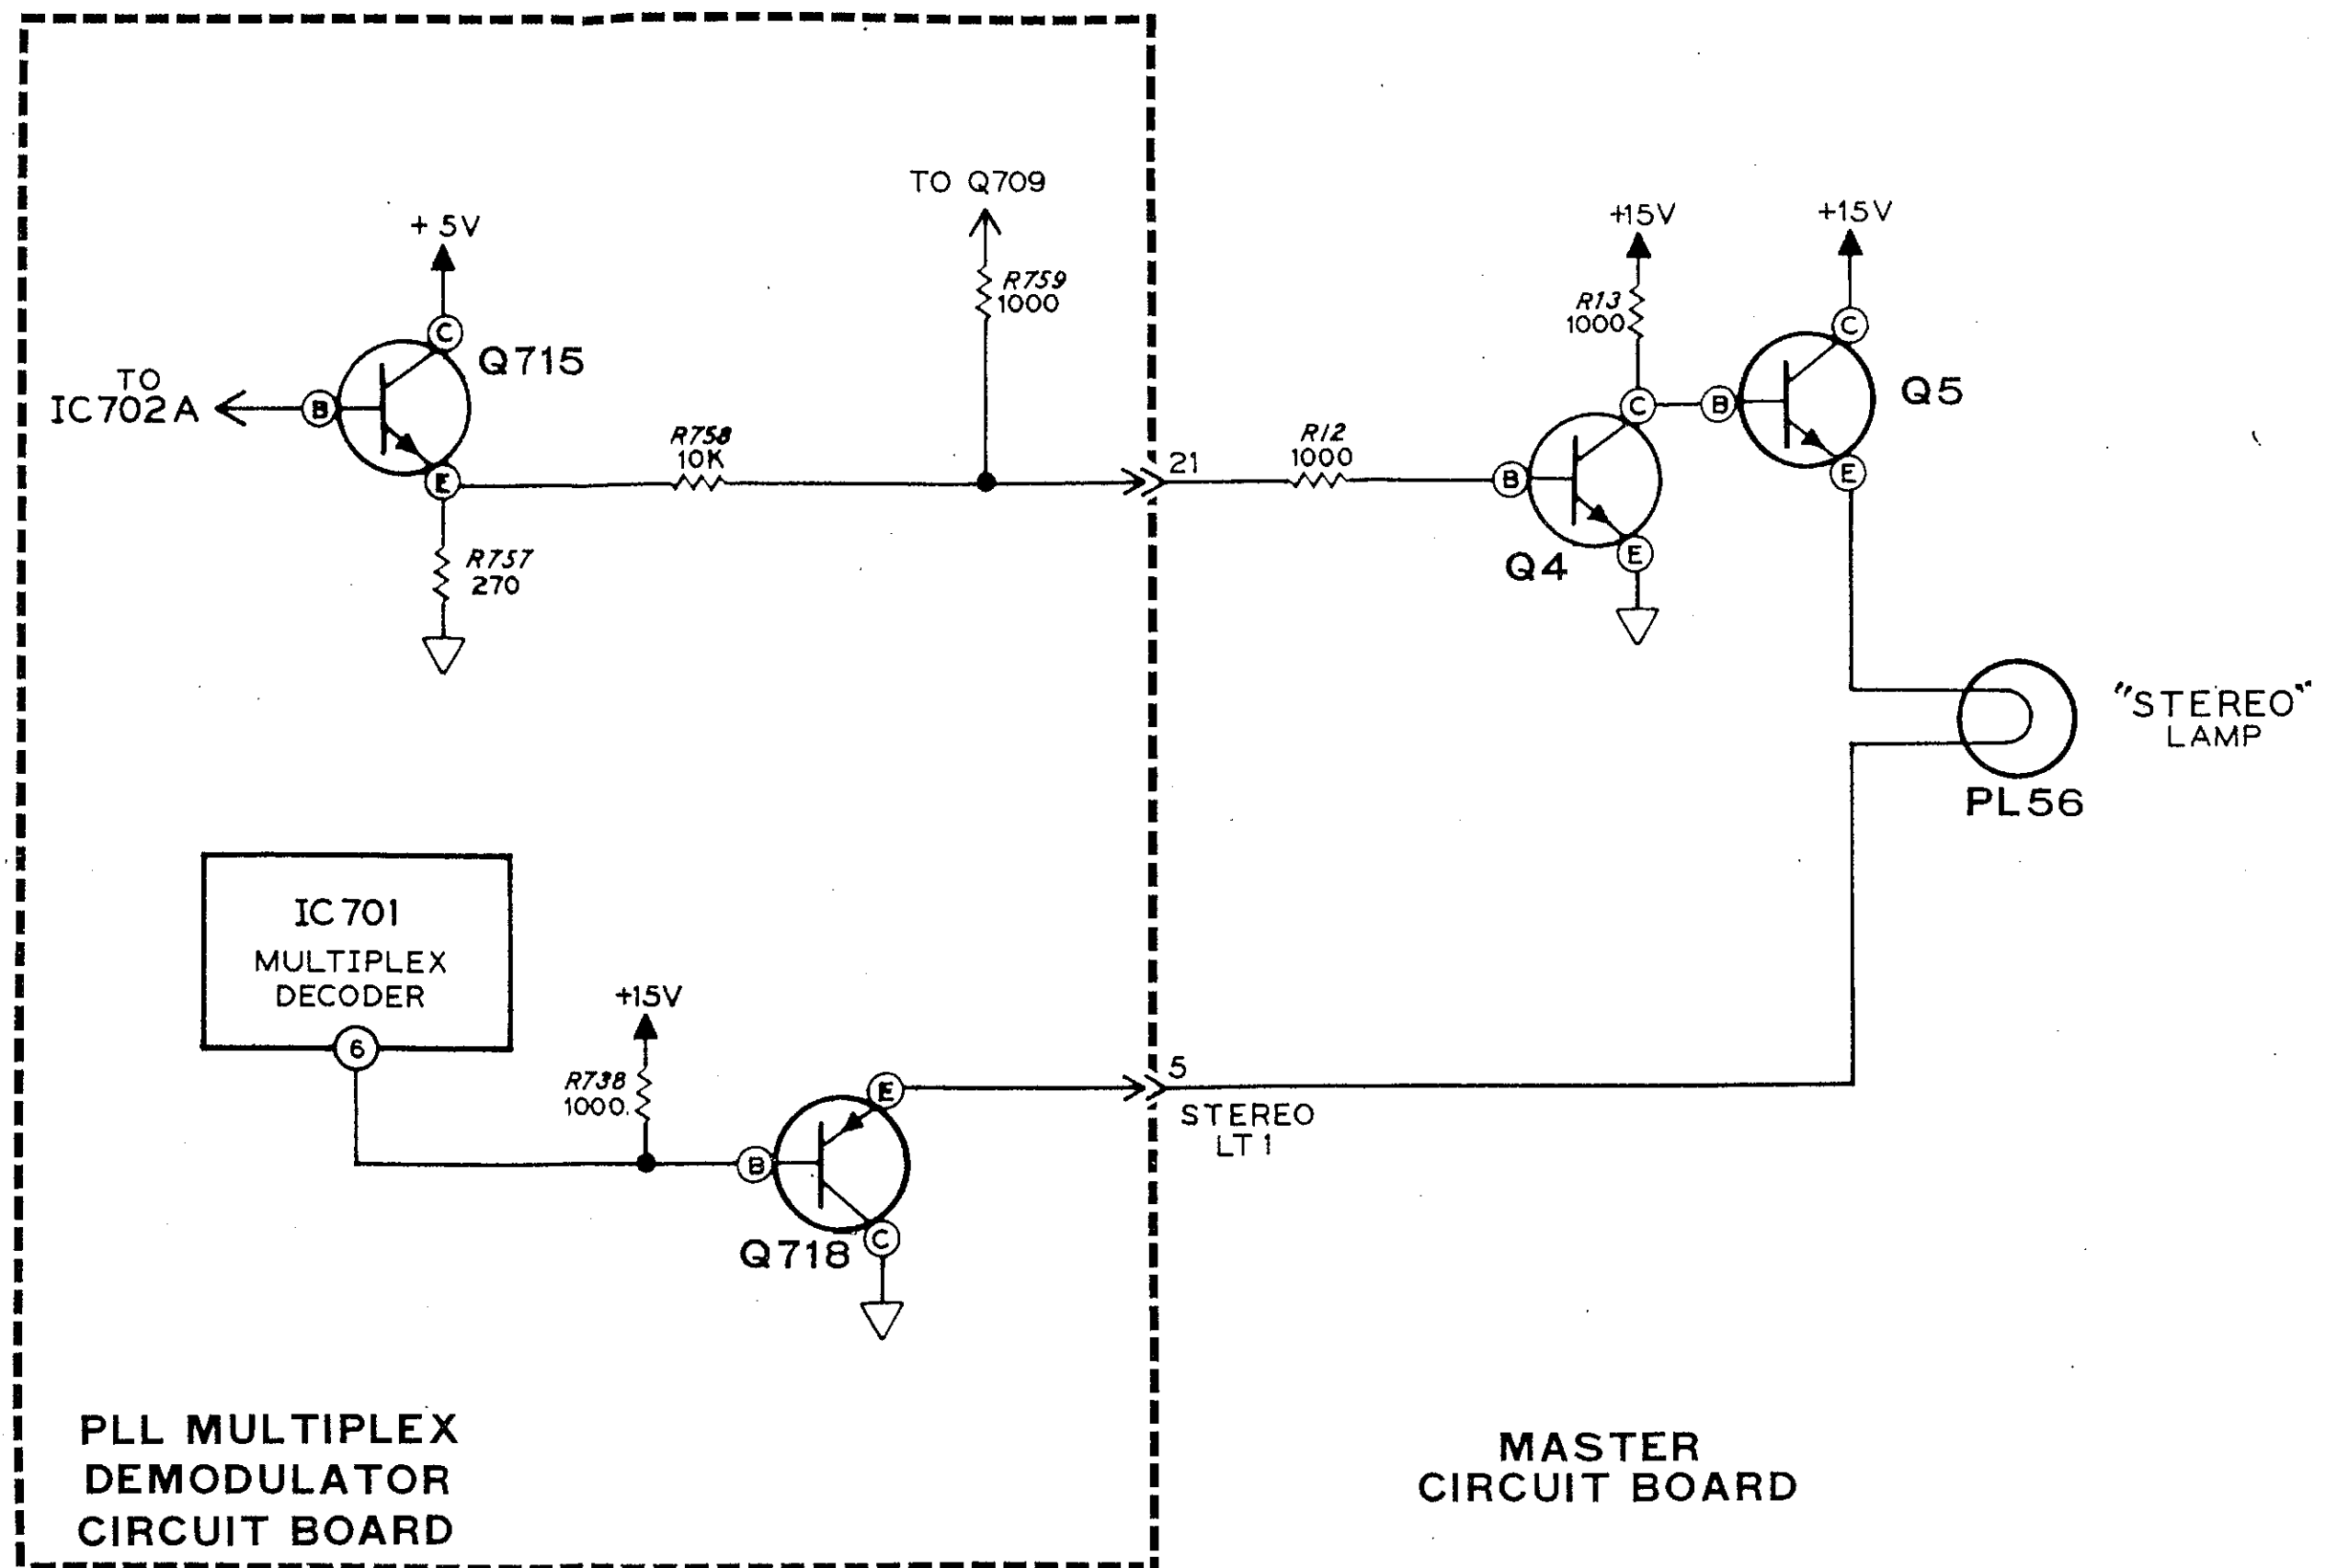 TO Q709
+5V
+15V
+15V
R759
1000
R13
1000
C
C
Q715
TO
IC702A
B
C
B
Q5
R758
10K
R12
1000
E
21
B
E
R757
270
Q4
E
"STEREO"
LAMP
PL56
IC701
MULTIPLEX
DECODER
6
+15V
R738
1000.
E
5
STEREO
LT1
B
Q718
C
PLL MULTIPLEX
DEMODULATOR
CIRCUIT BOARD
MASTER
CIRCUIT BOARD